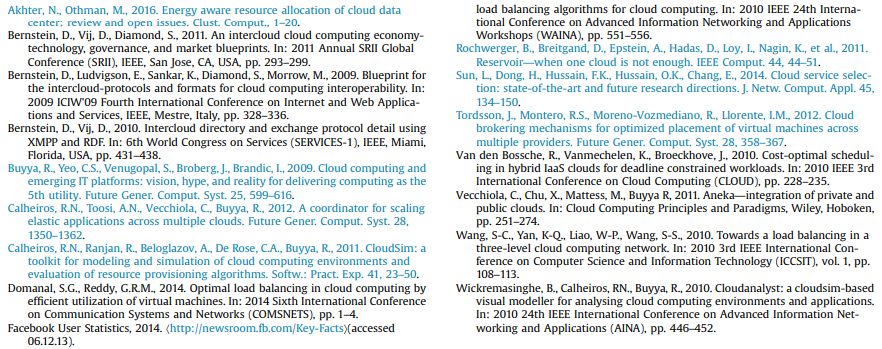 Akhter, N., Othman, M., 2016. Energy aware resource allocation of cloud data
center: review and open issues. Clust. Comput., 1–20.
Bernstein, D., Vij, D., Diamond, S., 2011. An intercloud cloud computing economy-
technology, governance, and market blueprints. In: 2011 Annual SRII Global
Conference (SRII), IEEE, San Jose, CA, USA, pp. 293–299.
Bernstein, D., Ludvigson, E., Sankar, K., Diamond, S., Morrow, M., 2009. Blueprint for
the intercloud-protocols and formats for cloud computing interoperability. In:
2009 ICIW'09 Fourth International Conference on Internet and Web Applica-
tions and Services, IEEE, Mestre, Italy, pp. 328–336.
Bernstein, D., Vij, D., 2010. Intercloud directory and exchange protocol detail using
XMPP and RDF. In: 6th World Congress on Services (SERVICES-1), IEEE, Miami,
Florida, USA, pp. 431–438.
Buyya, R., Yeo, C.S., Venugopal, S., Broberg, J., Brandic, I., 2009. Cloud computing and
emerging IT platforms: vision, hype, and reality for delivering computing as the
5th utility. Future Gener. Comput. Syst. 25, 599–616.
Calheiros, R.N., Toosi, A.N., Vecchiola, C., Buyya, R., 2012. A coordinator for scaling
elastic applications across multiple clouds. Future Gener. Comput. Syst. 28,
1350–1362.
Calheiros, R.N., Ranjan, R., Beloglazov, A., De Rose, C.A., Buyya, R., 2011. CloudSim: a
toolkit for modeling and simulation of cloud computing environments and
evaluation of resource provisioning algorithms. Softw.: Pract. Exp. 41, 23–50.
Domanal, S.G., Reddy, G.R.M., 2014. Optimal load balancing in cloud computing by
efficient utilization of virtual machines. In: 2014 Sixth International Conference
on Communication Systems and Networks (COMSNETS), pp. 1–4.
Facebook User Statistics, 2014. 〈http://newsroom.fb.com/Key-Facts〉(accessed
06.12.13).
load balancing algorithms for cloud computing. In: 2010 IEEE 24th Interna-
tional Conference on Advanced Information Networking and Applications
Workshops (WAINA), pp. 551–556.
Rochwerger, B., Breitgand, D., Epstein, A., Hadas, D., Loy, I., Nagin, K., et al., 2011.
Reservoir—when one cloud is not enough. IEEE Comput. 44, 44–51.
Sun, L., Dong, H., Hussain, F.K., Hussain, O.K., Chang, E., 2014. Cloud service selec-
tion: state-of-the-art and future research directions. J. Netw. Comput. Appl. 45,
134–150.
Tordsson, J., Montero, R.S., Moreno-Vozmediano, R., Llorente, I.M., 2012. Cloud
brokering mechanisms for optimized placement of virtual machines across
multiple providers. Future Gener. Comput. Syst. 28, 358–367.
Van den Bossche, R., Vanmechelen, K., Broeckhove, J., 2010. Cost-optimal schedul-
ing in hybrid IaaS clouds for deadline constrained workloads. In: 2010 IEEE 3rd
International Conference on Cloud Computing (CLOUD), pp. 228–235.
Vecchiola, C., Chu, X., Mattess, M., Buyya R, 2011. Aneka—integration of private and
public clouds. In: Cloud Computing Principles and Paradigms, Wiley, Hoboken,
pp. 251–274.
Wang, S-C., Yan, K-Q., Liao, W-P., Wang, S-S., 2010. Towards a load balancing in a
three-level cloud computing network. In: 2010 3rd IEEE International Con-
ference on Computer Science and Information Technology (ICCSIT), vol. 1, pp.
108–113.
Wickremasinghe, B., Calheiros, RN., Buyya, R., 2010. Cloudanalyst: a cloudsim-based
visual modeller for analysing cloud computing environments and applications.
In: 2010 24th IEEE International Conference on Advanced Information Net-
working and Applications (AINA), pp. 446–452.